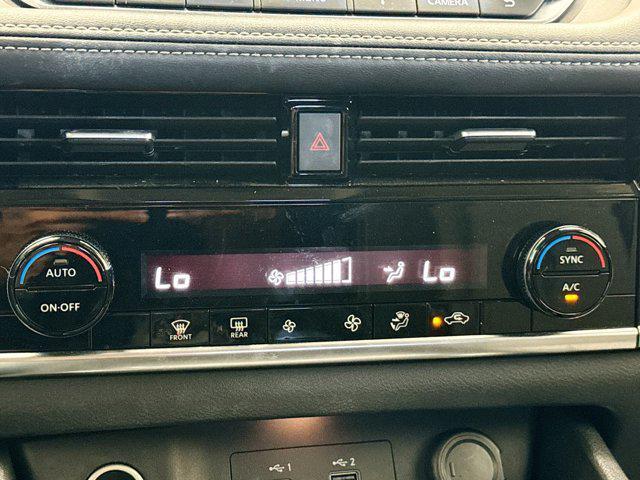 CAMERA
AUTO
ON·OFF
Lo
Lo
SYNC
A/C
FRONT
REAR
1
2